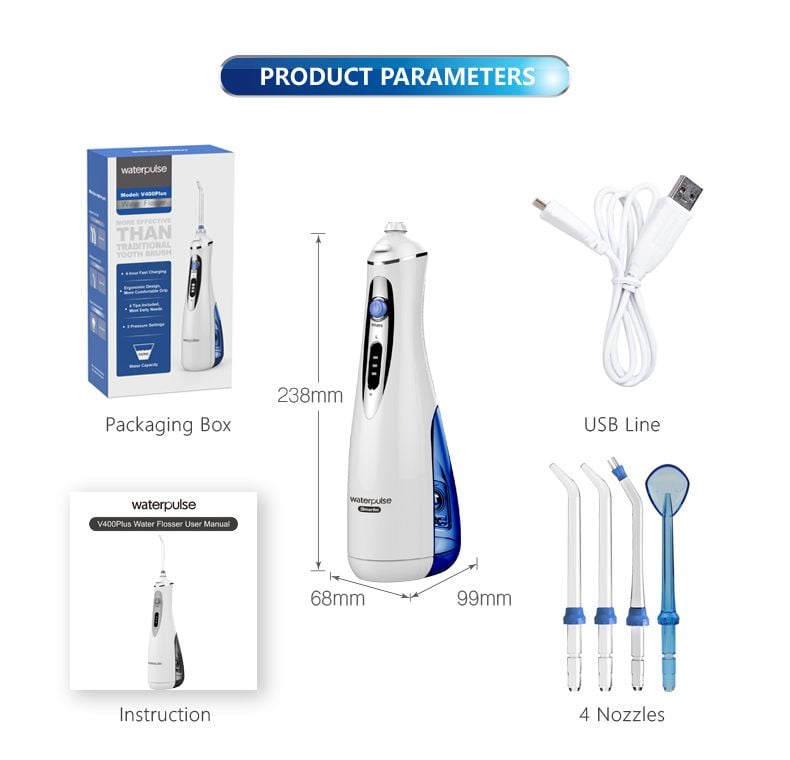 PRODUCT PARAMETERS
waterpulse
Model: V400Plus
Water Flosser
MORE EFFECTIVE
THAN
TRADITIONAL
TOOTH BRUSH
4-hour Fast Charging
Ergonomic Design,
More Comfortable Grip
4 Tips Included,
Meet Daily Needs
3 Pressure Settings
Water Capacity
Packaging Box
238mm
waterpulse
68mm
99mm
USB Line
waterpulse
V400Plus Water Flosser User Manual
Instruction
4 Nozzles